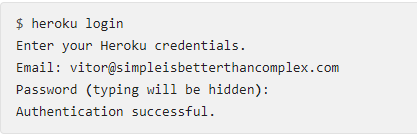 $ heroku login
Enter your Heroku credentials.
Email: vitor@simpleisbetterthancomplex.com
Password (typing will be hidden):
Authentication successful.